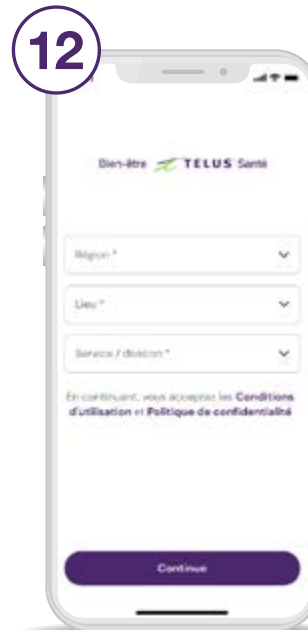 12
Bien-être TELUS Santé
Région *
Lieu *
Service / division *
En continuant, vous acceptez les Conditions
d'utilisation et Politique de confidentialité
Continue